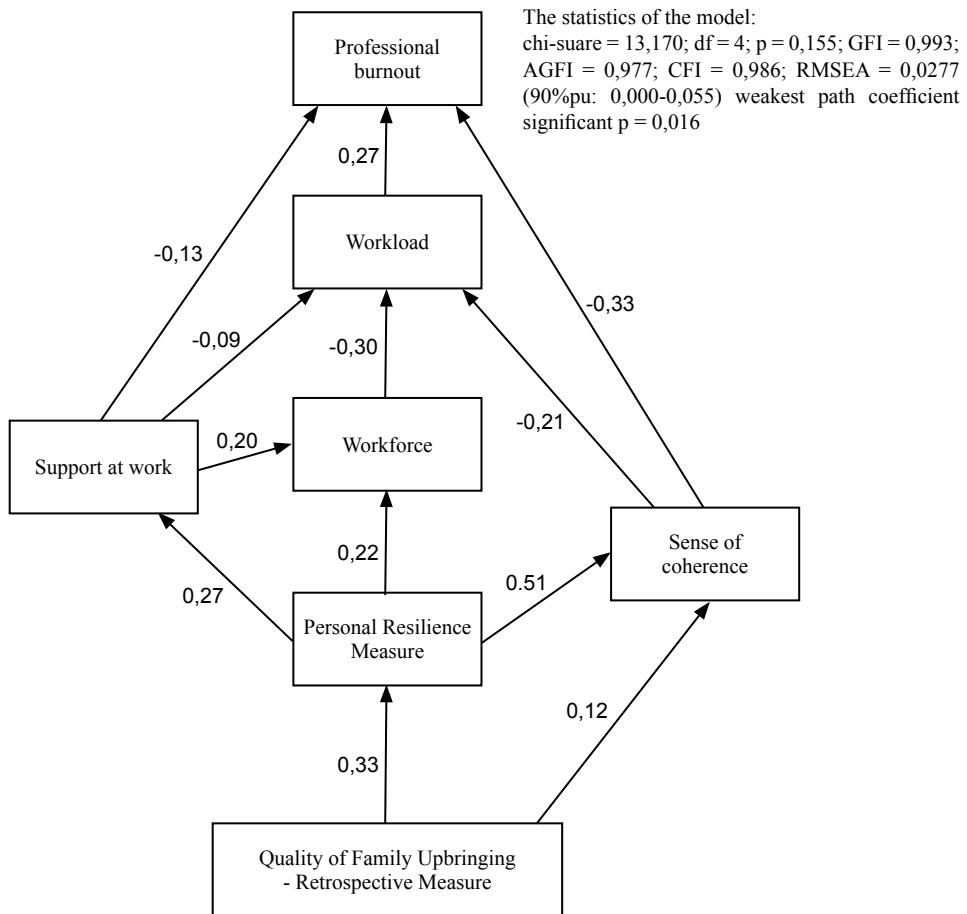 Professional
burnout
The statistics of the model:
chi-suare = 13,170; df = 4; p = 0,155; GFI = 0,993;
AGFI = 0,977; CFI = 0,986; RMSEA = 0,0277
(90%pu: 0,000-0,055) weakest path coefficient
significant p = 0,016
0,27
Workload
-0,13
-0,33
-0,09
-0,30
-0,21
Support at work
0,20
Workforce
Sense of
coherence
0,27
0,22
0.51
Personal Resilience
Measure
0,33
0,12
Quality of Family Upbringing
- Retrospective Measure